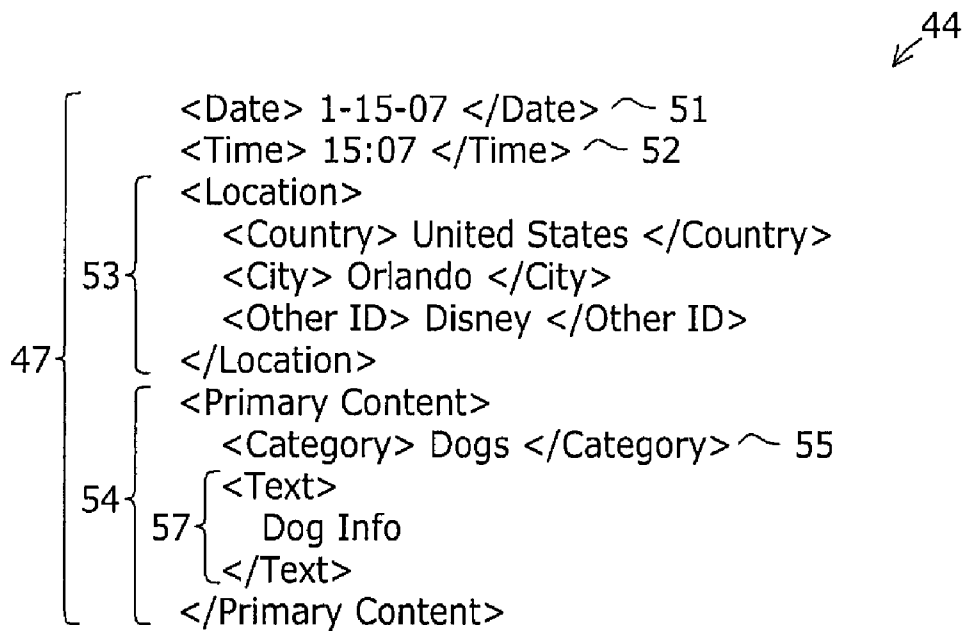 44
<Date> 1-15-07 </Date> 51
<Time> 15:07 </Time> 52
<Location>
<Country> United States </Country>
53 <City> Orlando </City>
<Other ID> Disney </Other ID>
47 </Location>
<Primary Content>
<Category> Dogs </Category> 55
54 <Text>
57 Dog Info
</Text>
</Primary Content>